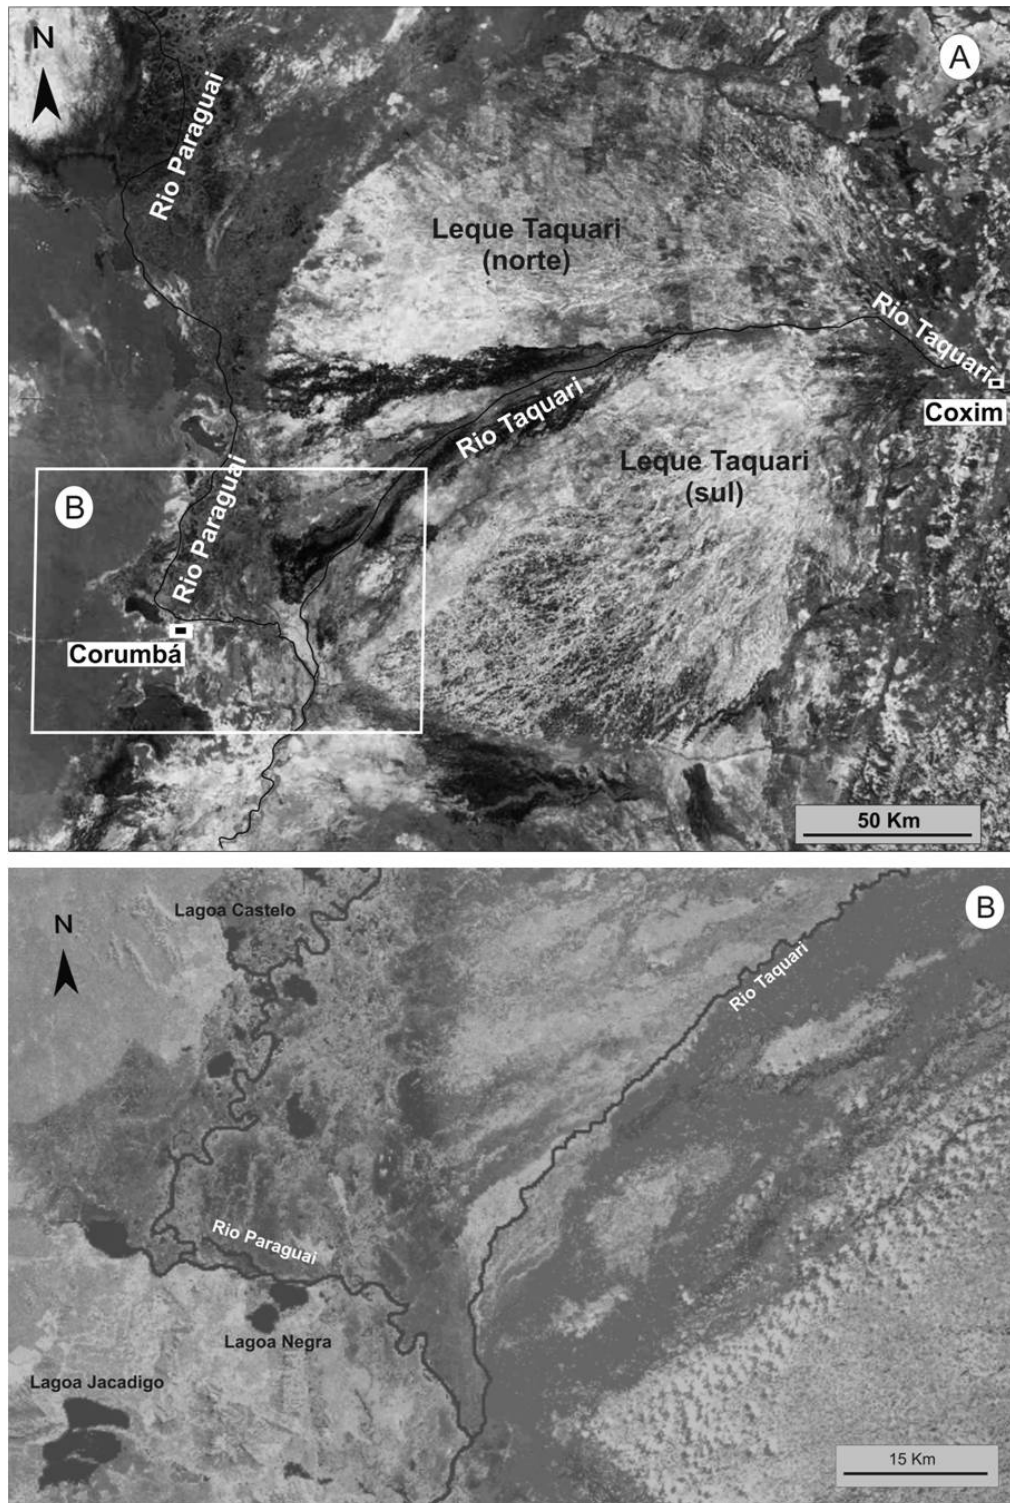 N
A
Rio Paraguai
Leque Taquari
(norte)
Rio Taquari
Coxim
Rio Taquari
Leque Taquari
(sul)
B
Rio Paraguai
Corumbá
50 Km
Lagoa Castelo
B
N
Rio Taquari
Rio Paraguai
Lagoa Negra
Lagoa Jacadigo
15 Km